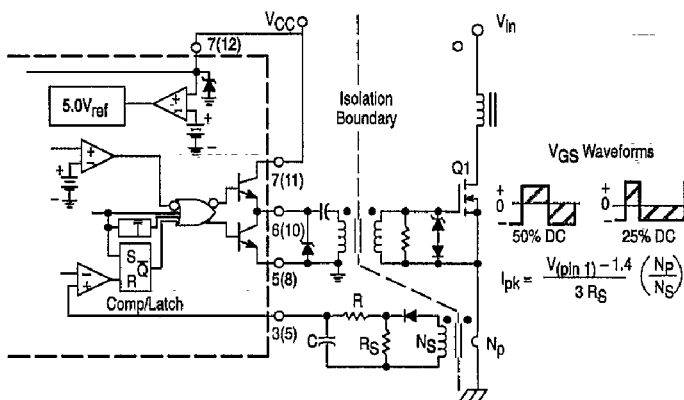 VCC
Vin
7(12)
5.0Vref
Isolation
Boundary
Q1
VGS Waveforms
7(11)
+
0
-
50% DC
+
0
-
25% DC
6(10)
5(8)
T
S
Q
R
Comp/Latch
Ipk = V(pin 1) – 1.4 / 3 RS (NP / NS)
3(5)
R
C
RS
NS
Np